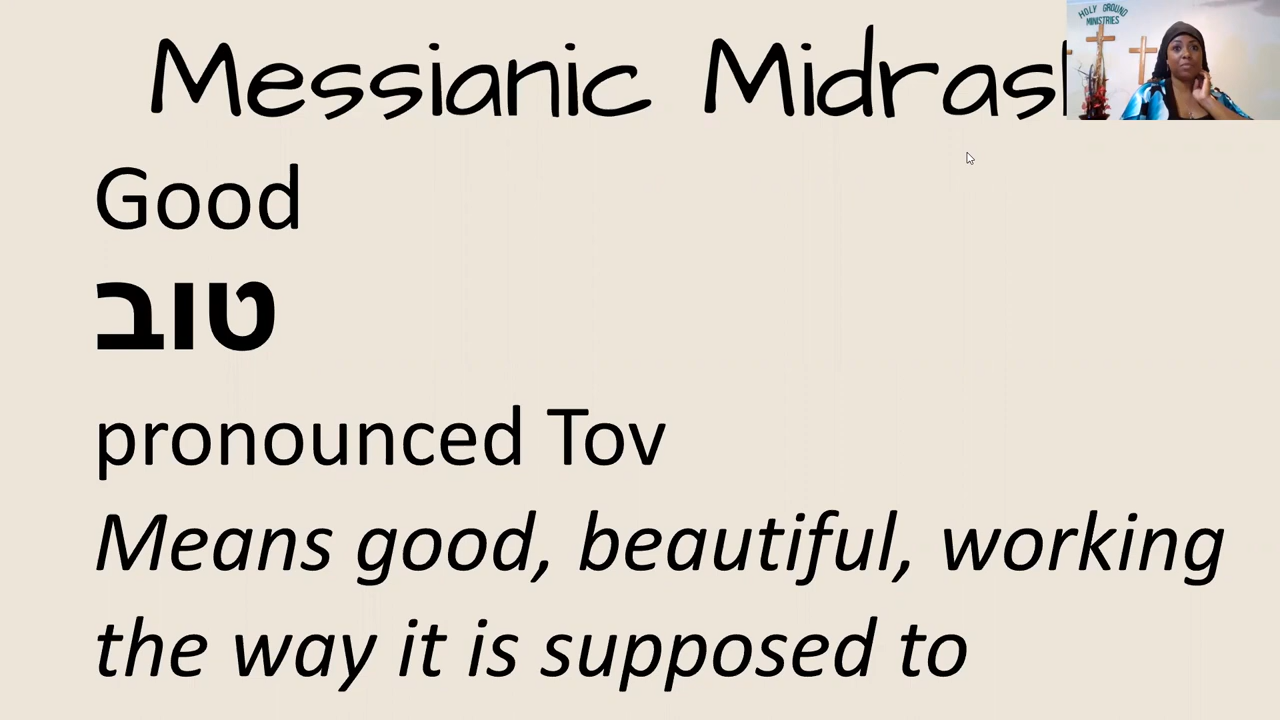 Messianic Midras
Good
טוב
pronounced Tov
Means good, beautiful, working
the way it is supposed to
HOLY GROUND
MINISTRIES